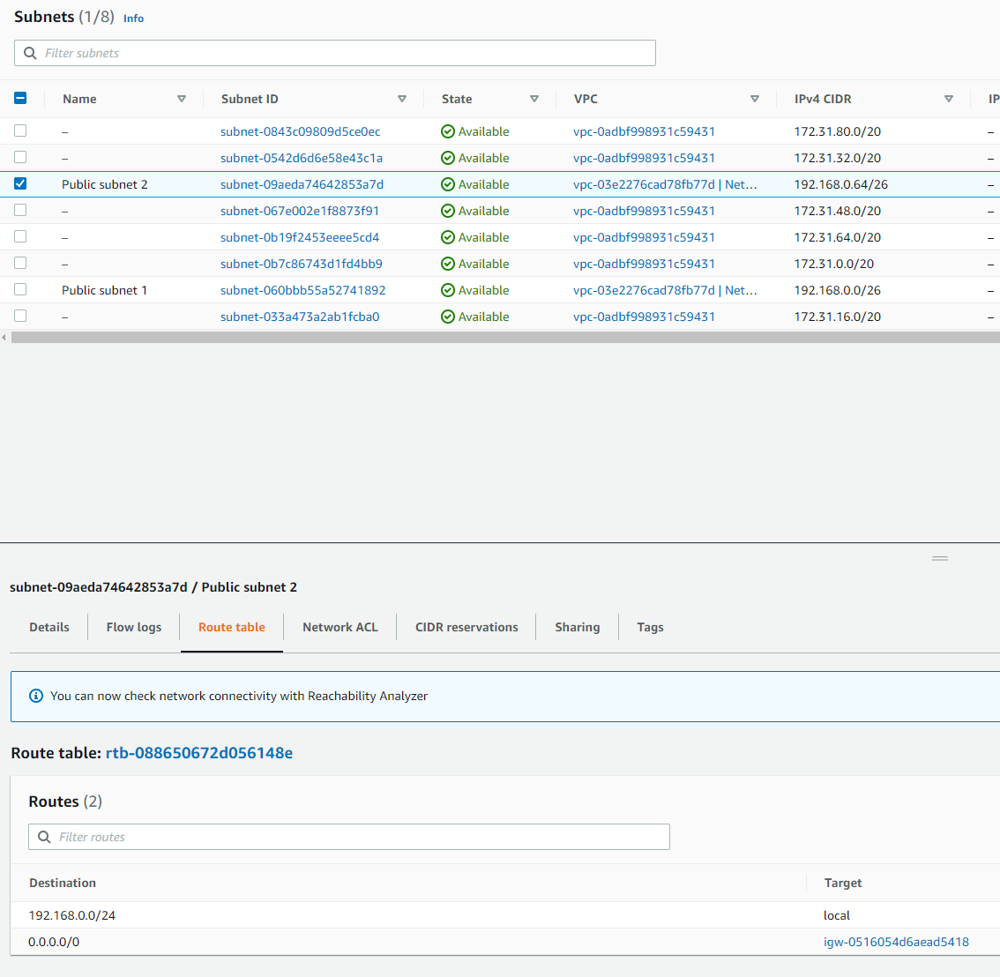 Subnets (1/8) Info
Filter subnets
Name Subnet ID State VPC IPv4 CIDR IP
– subnet-0843c09809d5ce0ec Available vpc-0adbf998931c59431 172.31.80.0/20 –
– subnet-0542d6d6e58e43c1a Available vpc-0adbf998931c59431 172.31.32.0/20 –
Public subnet 2 subnet-09aeda74642853a7d Available vpc-03e2276cad78fb77d | Net… 192.168.0.64/26 –
– subnet-067e002e1f8873f91 Available vpc-0adbf998931c59431 172.31.48.0/20 –
– subnet-0b19f2453eeee5cd4 Available vpc-0adbf998931c59431 172.31.64.0/20 –
– subnet-0b7c86743d1fd4bb9 Available vpc-0adbf998931c59431 172.31.0.0/20 –
Public subnet 1 subnet-060bbb55a52741892 Available vpc-03e2276cad78fb77d | Net… 192.168.0.0/26 –
– subnet-033a473a2ab1fcba0 Available vpc-0adbf998931c59431 172.31.16.0/20 –
subnet-09aeda74642853a7d / Public subnet 2
Details Flow logs Route table Network ACL CIDR reservations Sharing Tags
You can now check network connectivity with Reachability Analyzer
Route table: rtb-088650672d056148e
Routes (2)
Filter routes
Destination Target
192.168.0.0/24 local
0.0.0.0/0 igw-0516054d6aead5418